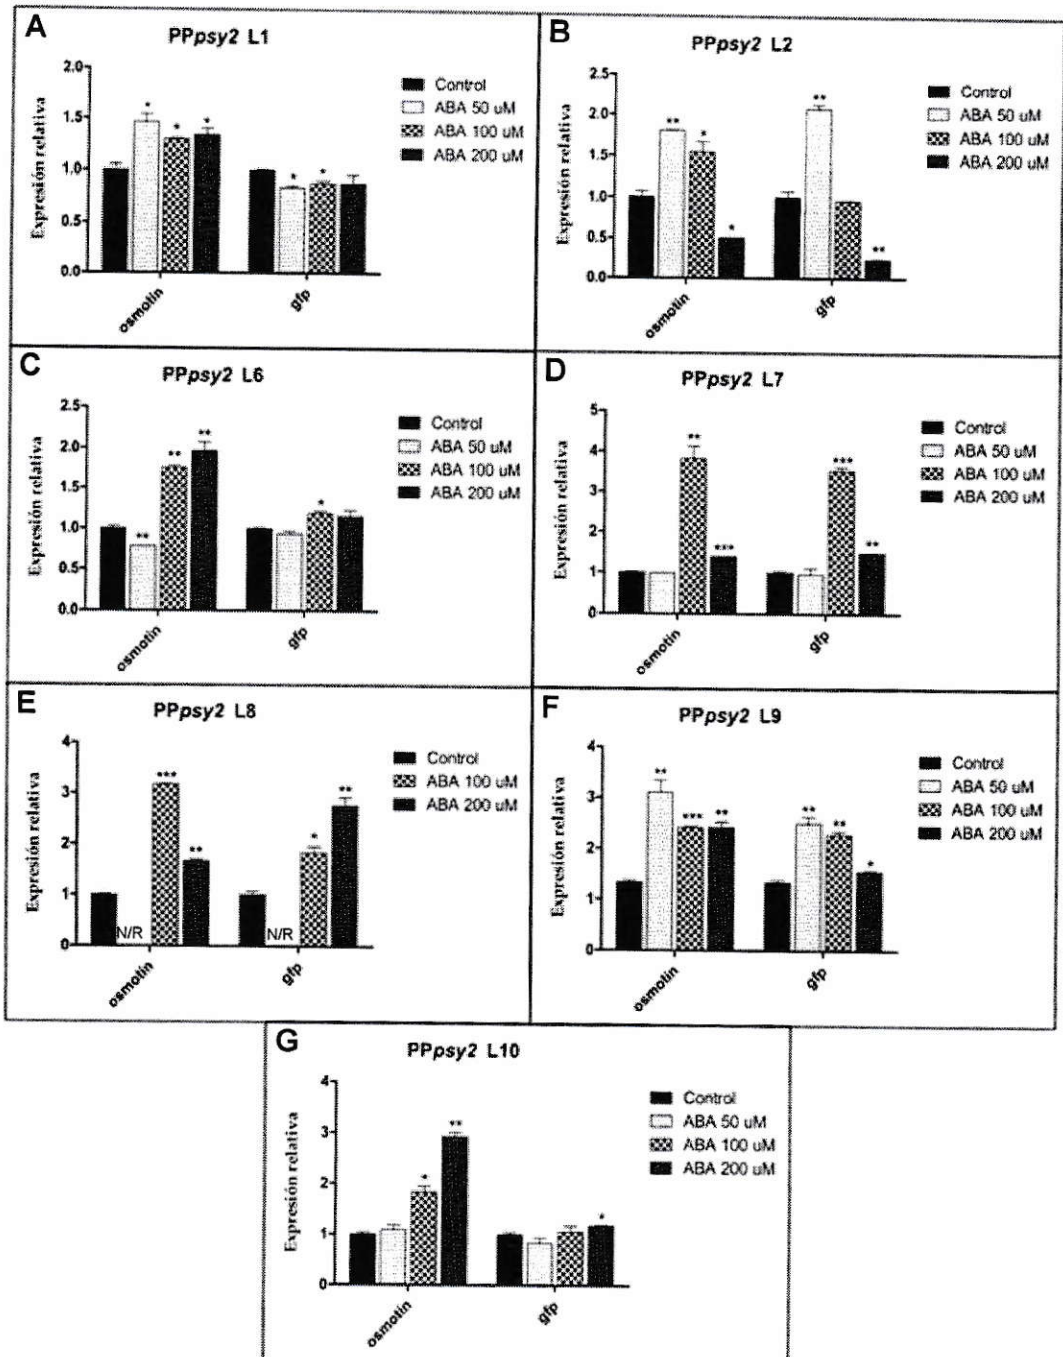 A
PPpsy2 L1
Expresión relativa
2.0
1.5
1.0
0.5
0.0
*
*
*
*
*
osmotin
gfp
Control
ABA 50 uM
ABA 100 uM
ABA 200 uM
B
PPpsy2 L2
Expresión relativa
2.5
2.0
1.5
1.0
0.5
0.0
**
*
*
**
**
osmotin
gfp
Control
ABA 50 uM
ABA 100 uM
ABA 200 uM
C
PPpsy2 L6
Expresión relativa
2.5
2.0
1.5
1.0
0.5
0.0
**
**
**
*
osmotin
gfp
Control
ABA 50 uM
ABA 100 uM
ABA 200 uM
D
PPpsy2 L7
Expresión relativa
5
4
3
2
1
0
**
***
***
**
osmotin
gfp
Control
ABA 50 uM
ABA 100 uM
ABA 200 uM
E
PPpsy2 L8
Expresión relativa
4
3
2
1
0
N/R
***
**
N/R
*
**
osmotin
gfp
Control
ABA 100 uM
ABA 200 uM
F
PPpsy2 L9
Expresión relativa
4
3
2
1
0
**
***
**
**
**
*
osmotin
gfp
Control
ABA 50 uM
ABA 100 uM
ABA 200 uM
G
PPpsy2 L10
Expresión relativa
4
3
2
1
0
*
**
*
osmotin
gfp
Control
ABA 50 uM
ABA 100 uM
ABA 200 uM